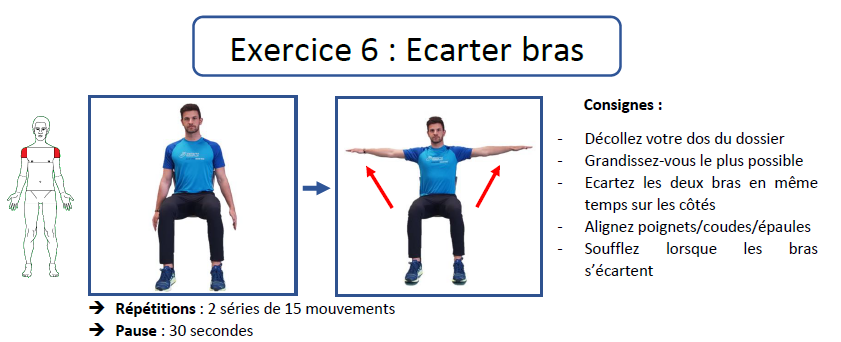 Exercice 6 : Ecarter bras
Consignes :
- Décollez votre dos du dossier
- Grandissez-vous le plus possible
- Ecartez les deux bras en même
temps sur les côtés
- Alignez poignets/coudes/épaules
- Soufflez lorsque les bras
s’écartent
➔ Répétitions : 2 séries de 15 mouvements
➔ Pause : 30 secondes